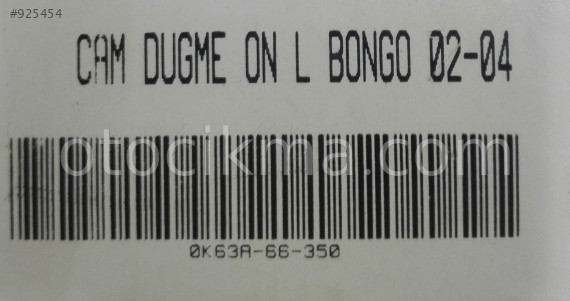 #925454
CAM DUGME ON L BONGO 02-04
otocikma.com
0K63A-66-350